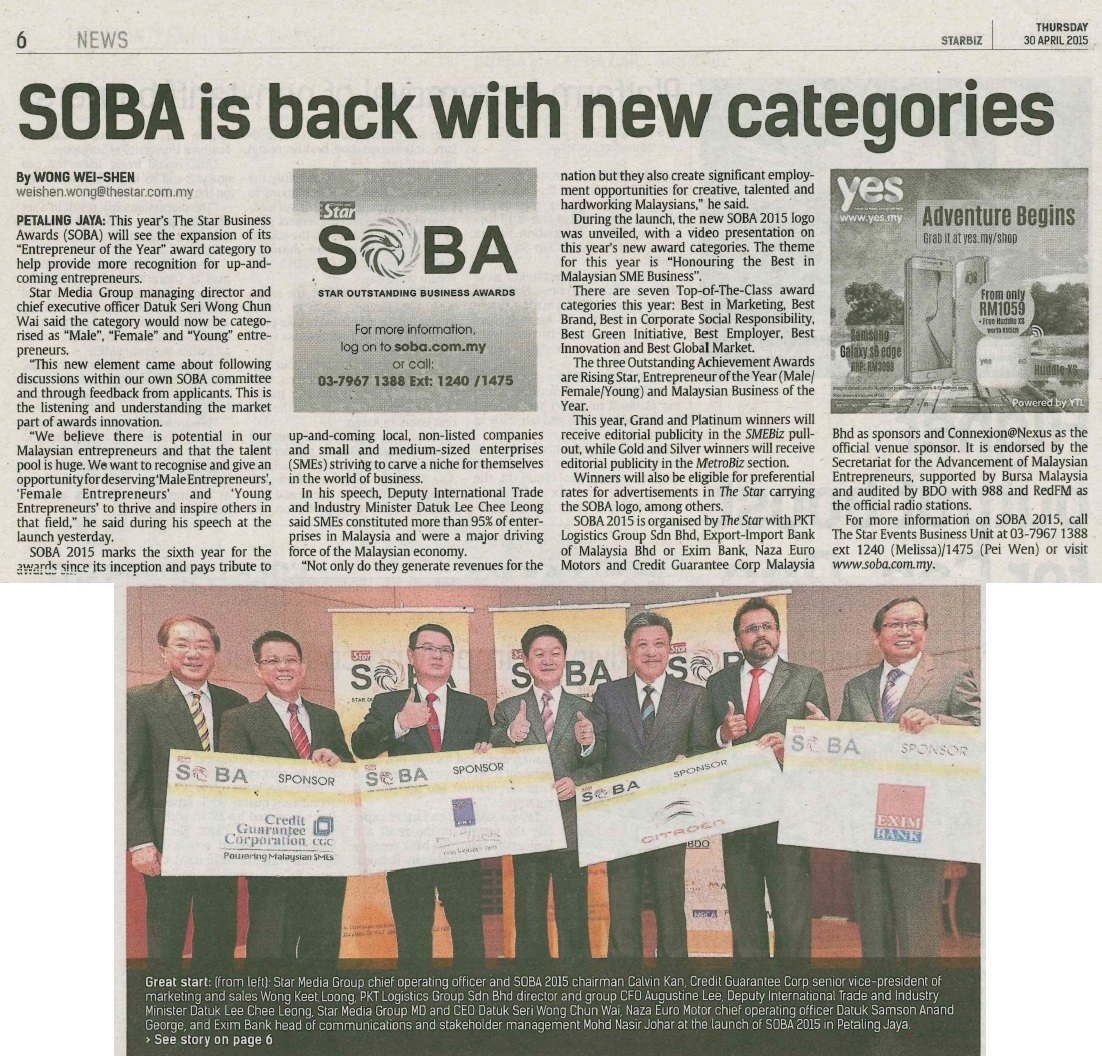 6 NEWS
STARBIZ
THURSDAY
30 APRIL 2015
SOBA is back with new categories
By WONG WEI-SHEN
weishen.wong@thestar.com.my
PETALING JAYA: This year's The Star Business
Awards (SOBA) will see the expansion of its
"Entrepreneur of the Year" award category to
help provide more recognition for up-and-
coming entrepreneurs.
Star Media Group managing director and
chief executive officer Datuk Seri Wong Chun
Wai said the category would now be catego-
rised as "Male", "Female" and "Young" entre-
preneurs.
"This new element came about following
discussions within our own SOBA committee
and through feedback from applicants. This is
the listening and understanding the market
part of awards innovation.
"We believe there is potential in our
Malaysian entrepreneurs and that the talent
pool is huge. We want to recognise and give an
opportunity for deserving 'Male Entrepreneurs',
'Female Entrepreneurs' and 'Young
Entrepreneurs' to thrive and inspire others in
that field," he said during his speech at the
launch yesterday.
SOBA 2015 marks the sixth year for the
awards since its inception and pays tribute to
The Star
SOBA
STAR OUTSTANDING BUSINESS AWARDS
For more information,
log on to soba.com.my
or call:
03-7967 1388 Ext: 1240 /1475
up-and-coming local, non-listed companies
and small and medium-sized enterprises
(SMEs) striving to carve a niche for themselves
in the world of business.
In his speech, Deputy International Trade
and Industry Minister Datuk Lee Chee Leong
said SMEs constituted more than 95% of enter-
prises in Malaysia and were a major driving
force of the Malaysian economy.
"Not only do they generate revenues for the
nation but they also create significant employ-
ment opportunities for creative, talented and
hardworking Malaysians," he said.
During the launch, the new SOBA 2015 logo
was unveiled, with a video presentation on
this year's new award categories. The theme
for this year is "Honouring the Best in
Malaysian SME Business".
There are seven Top-of-The-Class award
categories this year: Best in Marketing, Best
Brand, Best in Corporate Social Responsibility,
Best Green Initiative, Best Employer, Best
Innovation and Best Global Market.
The three Outstanding Achievement Awards
are Rising Star, Entrepreneur of the Year (Male/
Female/Young) and Malaysian Business of the
Year.
This year, Grand and Platinum winners will
receive editorial publicity in the SMEBiz pull-
out, while Gold and Silver winners will receive
editorial publicity in the MetroBiz section.
Winners will also be eligible for preferential
rates for advertisements in The Star carrying
the SOBA logo, among others.
SOBA 2015 is organised by The Star with PKT
Logistics Group Sdn Bhd, Export-Import Bank
of Malaysia Bhd or Exim Bank, Naza Euro
Motors and Credit Guarantee Corp Malaysia
yes
www.yes.my
Adventure Begins
Grab it at yes.my/shop
From only
RM1059
+ Free Huddle XS
Samsung
Galaxy S6 edge
RRP: RM3099
yes
Huddle XS
Powered by YTL
Bhd as sponsors and Connexion@Nexus as the
official venue sponsor. It is endorsed by the
Secretariat for the Advancement of Malaysian
Entrepreneurs, supported by Bursa Malaysia
and audited by BDO with 988 and RedFM as
the official radio stations.
For more information on SOBA 2015, call
The Star Events Business Unit at 03-7967 1388
ext 1240 (Melissa)/1475 (Pei Wen) or visit
www.soba.com.my.
SOBA
SOBA
SOBA SPONSOR
Credit
Guarantee
Corporation CGC
Powering Malaysian SMEs
SOBA SPONSOR
SOBA SPONSOR
CITROËN
SOBA SPONSOR
EXIM
BANK
BDO
Great start: (from left): Star Media Group chief operating officer and SOBA 2015 chairman Calvin Kan, Credit Guarantee Corp senior vice-president of
marketing and sales Wong Keet Loong, PKT Logistics Group Sdn Bhd director and group CFO Augustine Lee, Deputy International Trade and Industry
Minister Datuk Lee Chee Leong, Star Media Group MD and CEO Datuk Seri Wong Chun Wai, Naza Euro Motor chief operating officer Datuk Samson Anand
George, and Exim Bank head of communications and stakeholder management Mohd Nasir Johar at the launch of SOBA 2015 in Petaling Jaya.
› See story on page 6